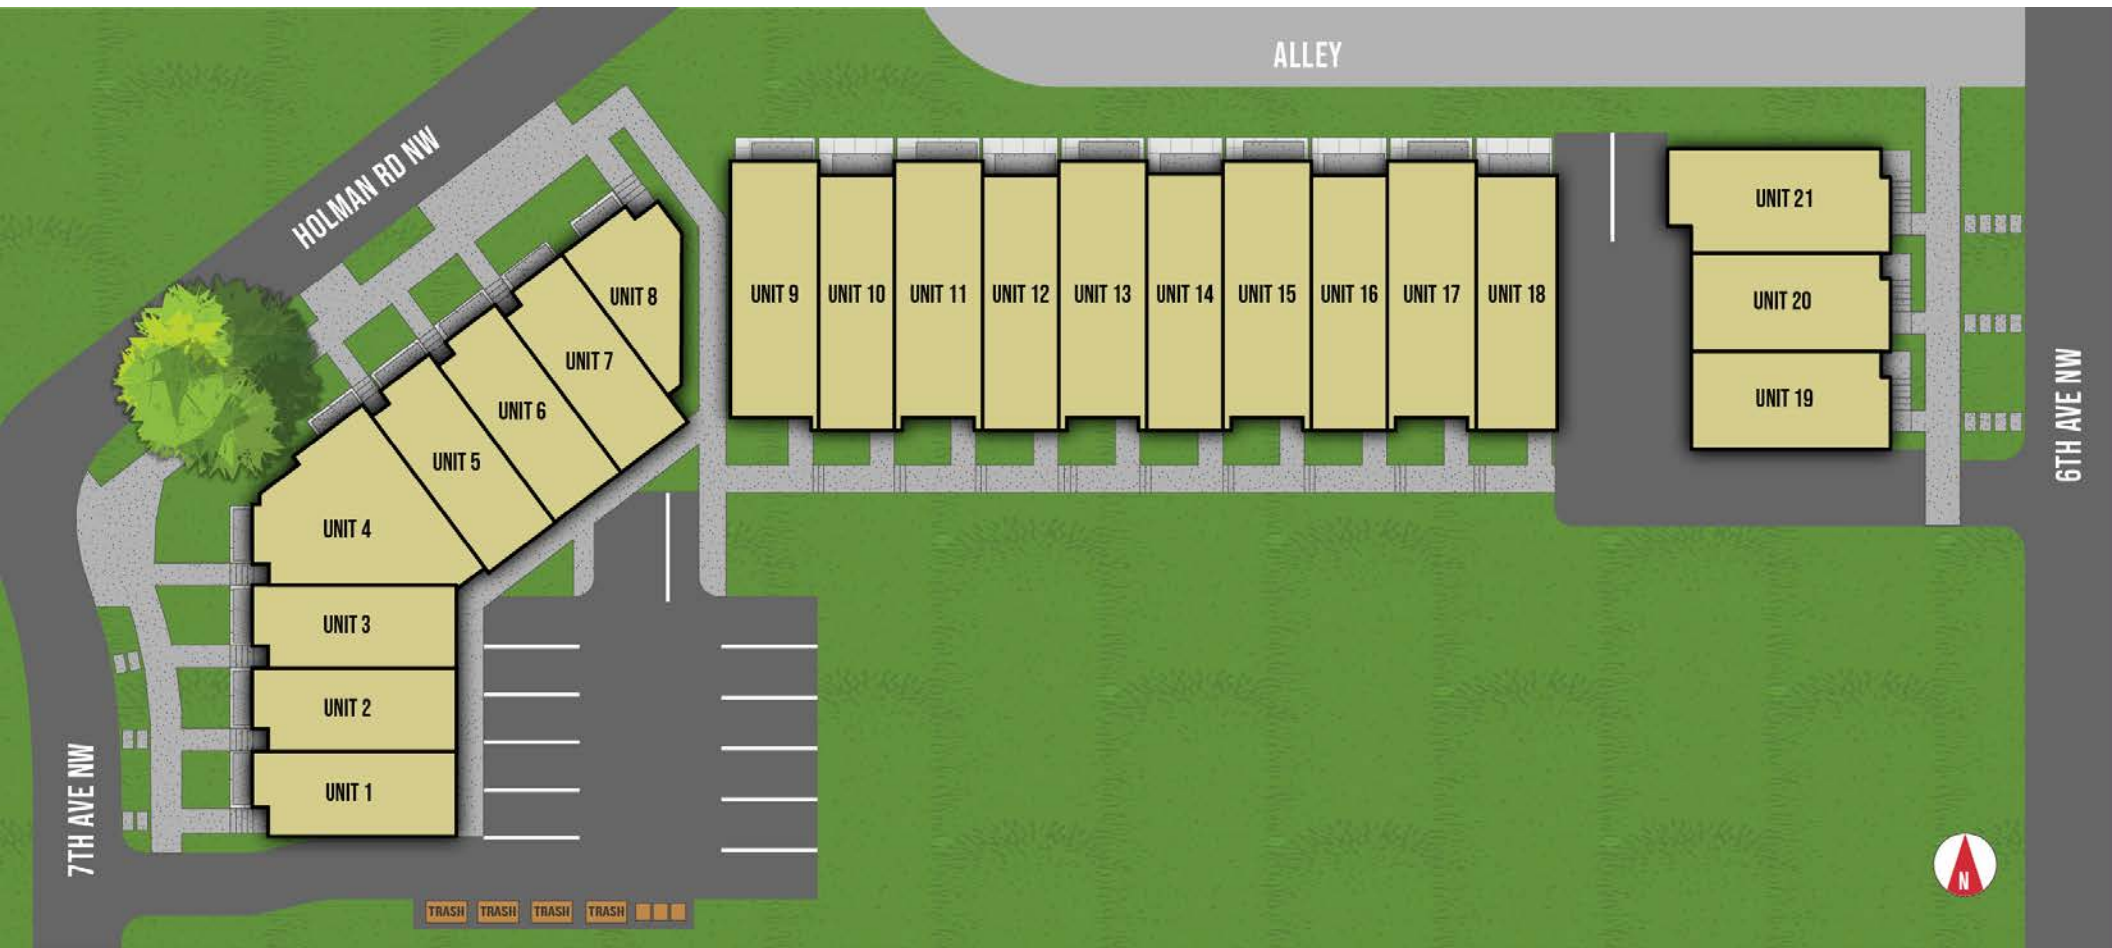 ALLEY
HOLMAN RD NW
UNIT 21
UNIT 20
UNIT 19
UNIT 9
UNIT 10
UNIT 11
UNIT 12
UNIT 13
UNIT 14
UNIT 15
UNIT 16
UNIT 17
UNIT 18
UNIT 8
UNIT 7
UNIT 6
UNIT 5
UNIT 4
UNIT 3
UNIT 2
UNIT 1
6TH AVE NW
7TH AVE NW
N
TRASH
TRASH
TRASH
TRASH